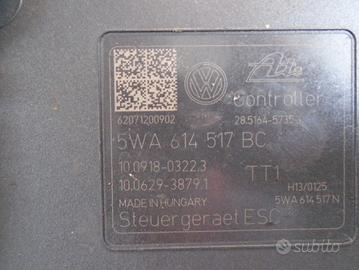 Ate
Controller
62071200902
28.5164-5735.3
5WA 614 517 BC
10.0918-0322.3
TT1
10.0629-3879.1
H13/0125
MADE IN HUNGARY
5WA 614 517 N
Steuergeraet ESC
subito